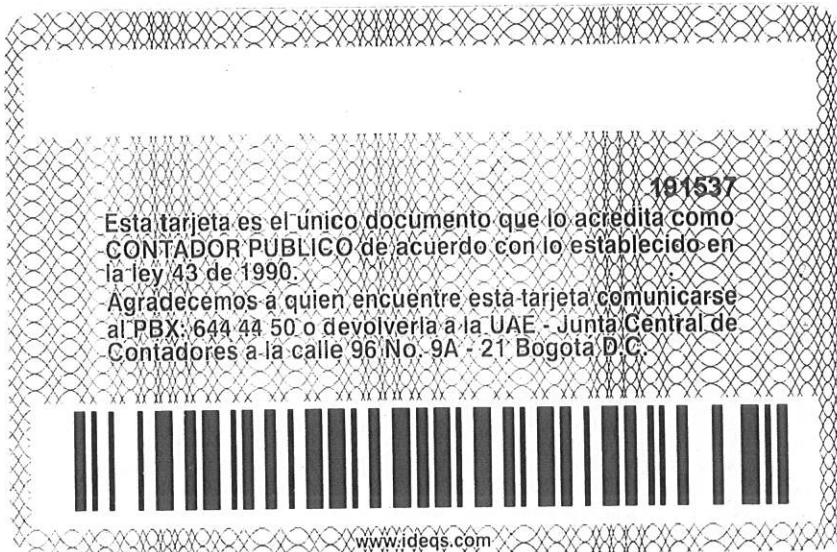 191537
Esta tarjeta es el único documento que lo acredita como
CONTADOR PUBLICO de acuerdo con lo establecido en
la ley 43 de 1990.
Agradecemos a quien encuentre esta tarjeta comunicarse
al PBX: 644 44 50 o devolverla a la UAE - Junta Central de
Contadores a la calle 96 No. 9A - 21 Bogotá D.C.
www.ideqs.com